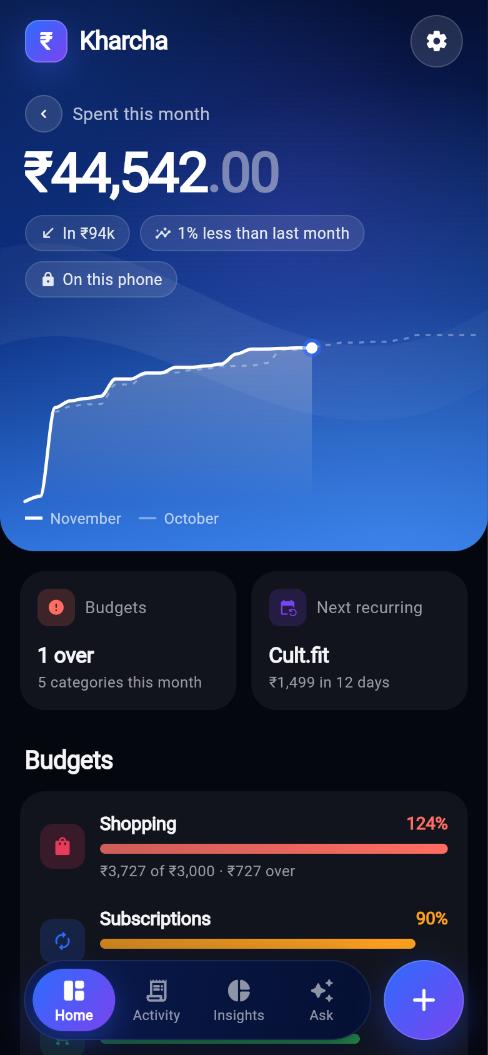 ₹ Kharcha
Spent this month
₹44,542.00
In ₹94k 1% less than last month
On this phone
November October
Budgets
1 over
5 categories this month
Next recurring
Cult.fit
₹1,499 in 12 days
Budgets
Shopping 124%
₹3,727 of ₹3,000 · ₹727 over
Subscriptions 90%
Home Activity Insights Ask